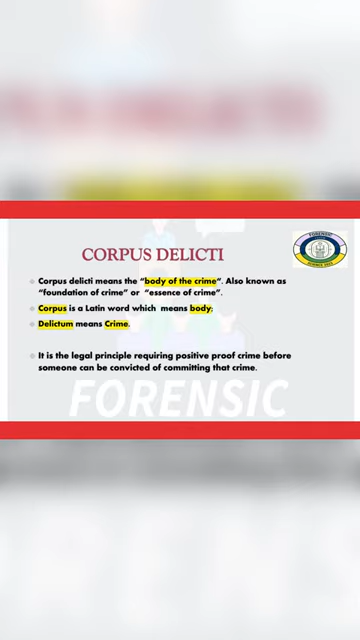 CORPUS DELICTI
FORENSIC
Corpus delicti means the “body of the crime”. Also known as
“foundation of crime” or “essence of crime”.
Corpus is a Latin word which means body;
Delictum means Crime.
It is the legal principle requiring positive proof crime before
someone can be convicted of committing that crime.
FORENSIC